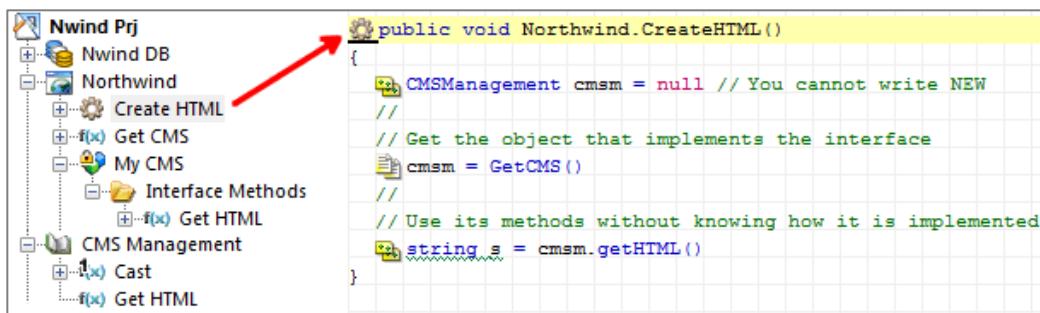 Nwind Prj
Nwind DB
Northwind
Create HTML
f(x) Get CMS
My CMS
Interface Methods
f(x) Get HTML
CMS Management
1(x) Cast
f(x) Get HTML
public void Northwind.CreateHTML()
{
CMSManagement cmsm = null // You cannot write NEW
//
// Get the object that implements the interface
cmsm = GetCMS()
//
// Use its methods without knowing how it is implemented
string s = cmsm.getHTML()
}